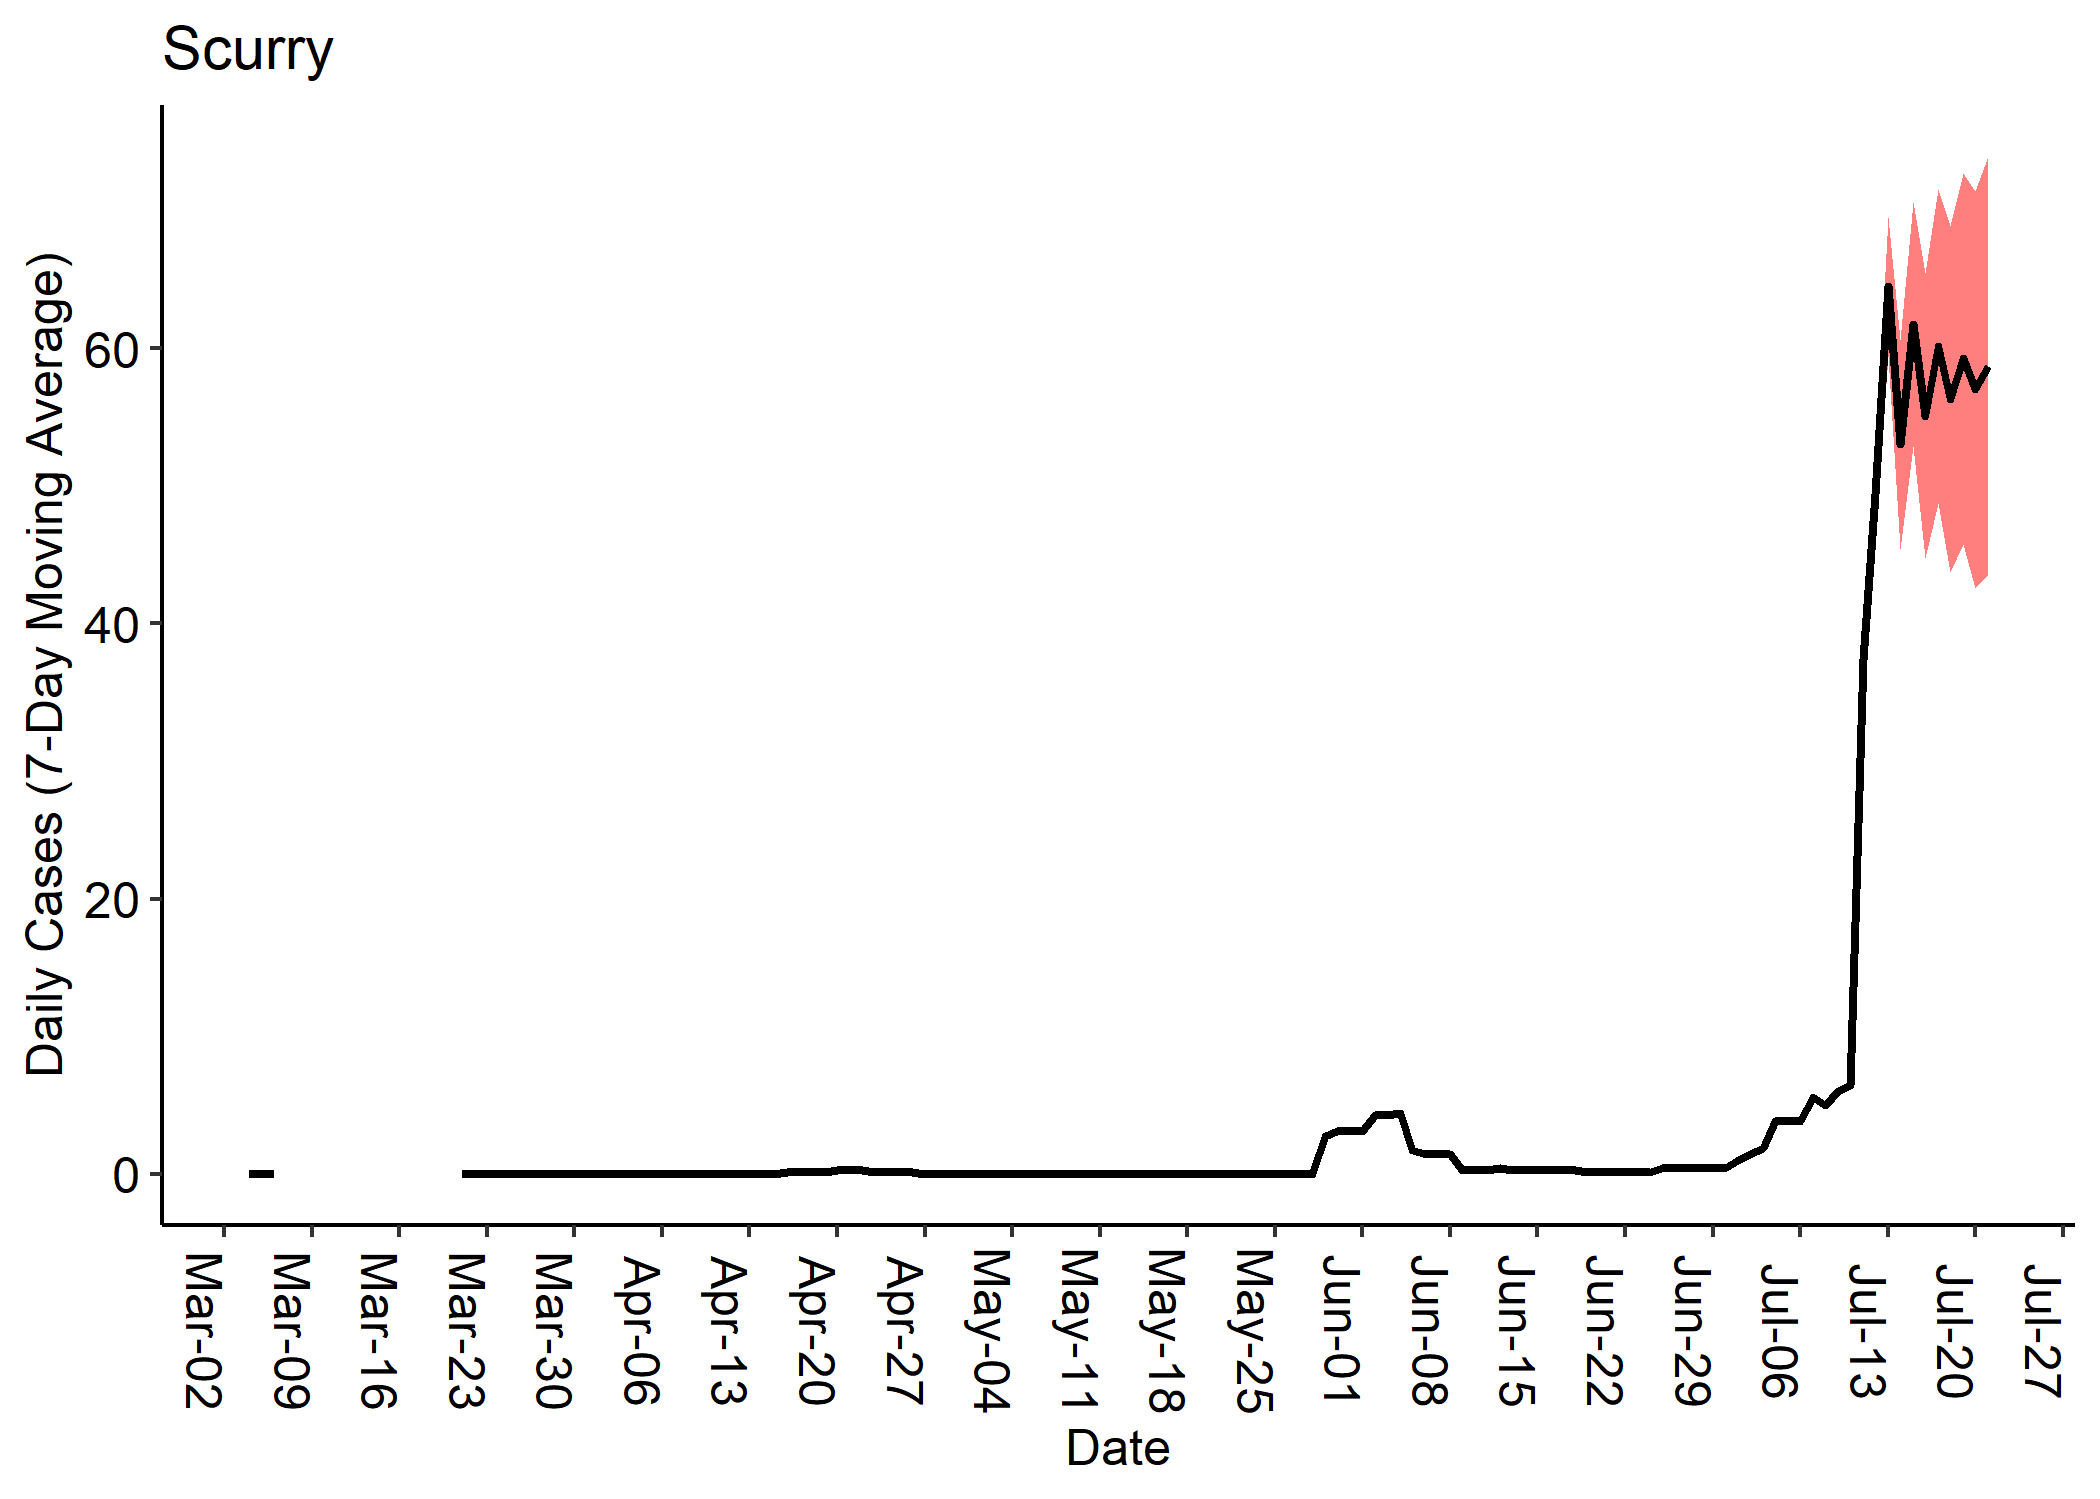 Scurry
Daily Cases (7-Day Moving Average)
60
40
20
0
Mar-02
Mar-09
Mar-16
Mar-23
Mar-30
Apr-06
Apr-13
Apr-20
Apr-27
May-04
May-11
May-18
May-25
Jun-01
Jun-08
Jun-15
Jun-22
Jun-29
Jul-06
Jul-13
Jul-20
Jul-27
Date